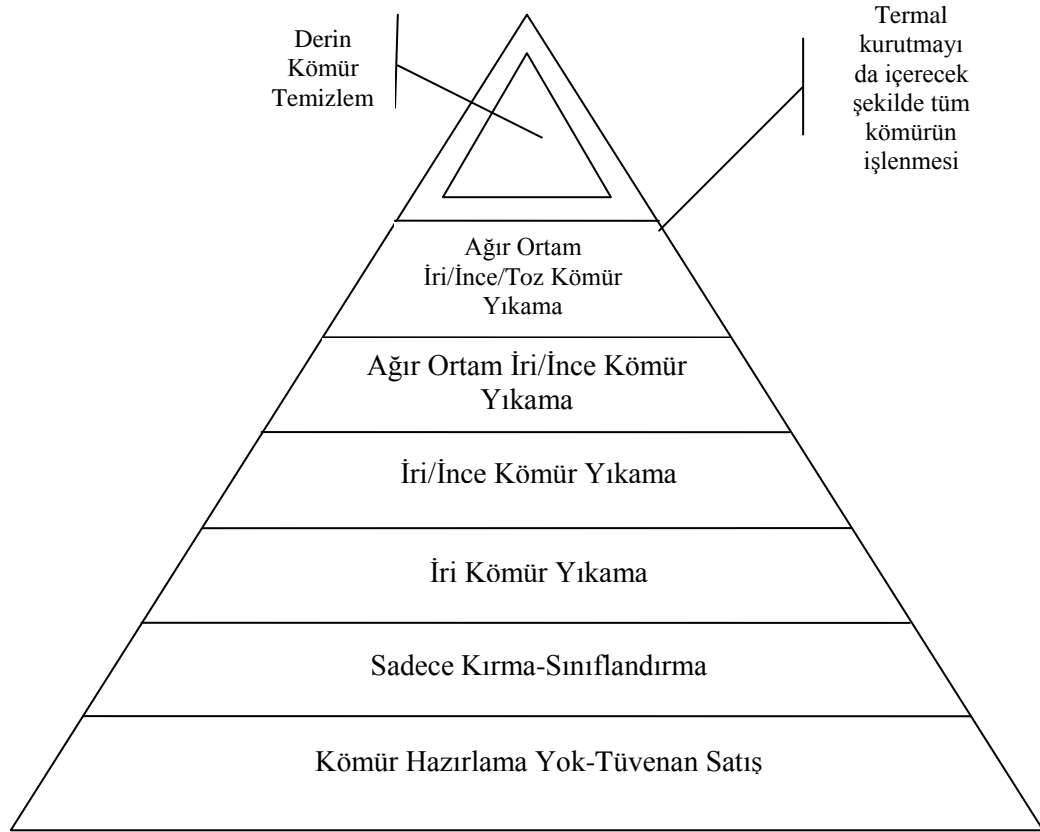 Derin
Kömür
Temizlem
Termal
kurutmayı
da içerecek
şekilde tüm
kömürün
işlenmesi
Ağır Ortam
İri/İnce/Toz Kömür
Yıkama
Ağır Ortam İri/İnce Kömür
Yıkama
İri/İnce Kömür Yıkama
İri Kömür Yıkama
Sadece Kırma-Sınıflandırma
Kömür Hazırlama Yok-Tüvenan Satış